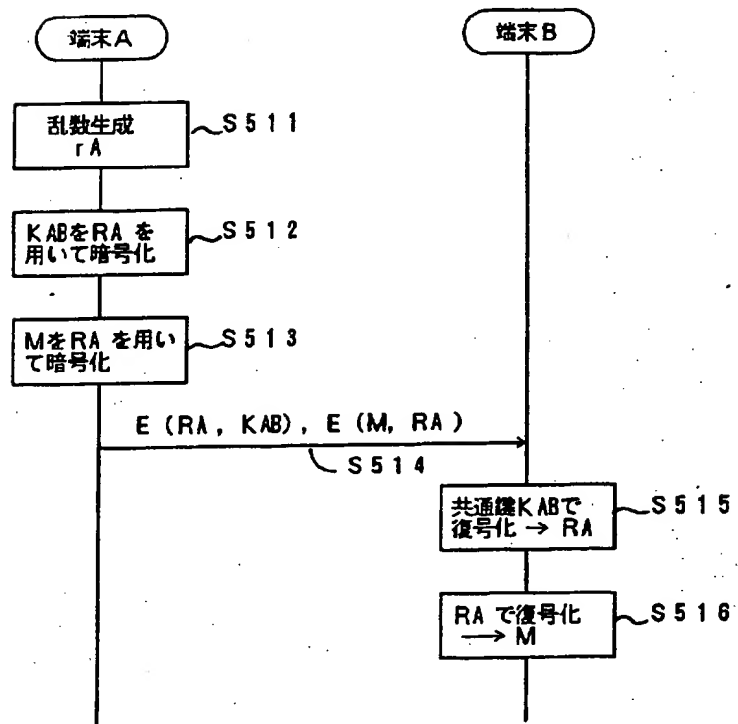 端末A
端末B
乱数生成
rA
S511
KABをRA を
用いて暗号化
S512
MをRA を用い
て暗号化
S513
E (RA, KAB), E (M, RA)
S514
共通鍵KABで
復号化 → RA
S515
RA で復号化
→ M
S516